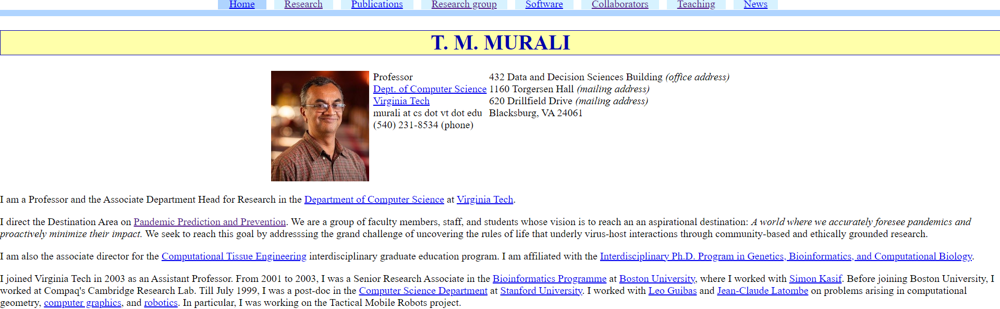 Home Research Publications Research group Software Collaborators Teaching News
T. M. MURALI
Professor
Dept. of Computer Science
Virginia Tech
murali at cs dot vt dot edu
(540) 231-8534 (phone)
432 Data and Decision Sciences Building (office address)
1160 Torgersen Hall (mailing address)
620 Drillfield Drive (mailing address)
Blacksburg, VA 24061
I am a Professor and the Associate Department Head for Research in the Department of Computer Science at Virginia Tech.
I direct the Destination Area on Pandemic Prediction and Prevention. We are a group of faculty members, staff, and students whose vision is to reach an an aspirational destination: A world where we accurately foresee pandemics and
proactively minimize their impact. We seek to reach this goal by addresssing the grand challenge of uncovering the rules of life that underly virus-host interactions through community-based and ethically grounded research.
I am also the associate director for the Computational Tissue Engineering interdisciplinary graduate education program. I am affiliated with the Interdisciplinary Ph.D. Program in Genetics, Bioinformatics, and Computational Biology.
I joined Virginia Tech in 2003 as an Assistant Professor. From 2001 to 2003, I was a Senior Research Associate in the Bioinformatics Programme at Boston University, where I worked with Simon Kasif. Before joining Boston University, I
worked at Compaq's Cambridge Research Lab. Till July 1999, I was a post-doc in the Computer Science Department at Stanford University. I worked with Leo Guibas and Jean-Claude Latombe on problems arising in computational
geometry, computer graphics, and robotics. In particular, I was working on the Tactical Mobile Robots project.